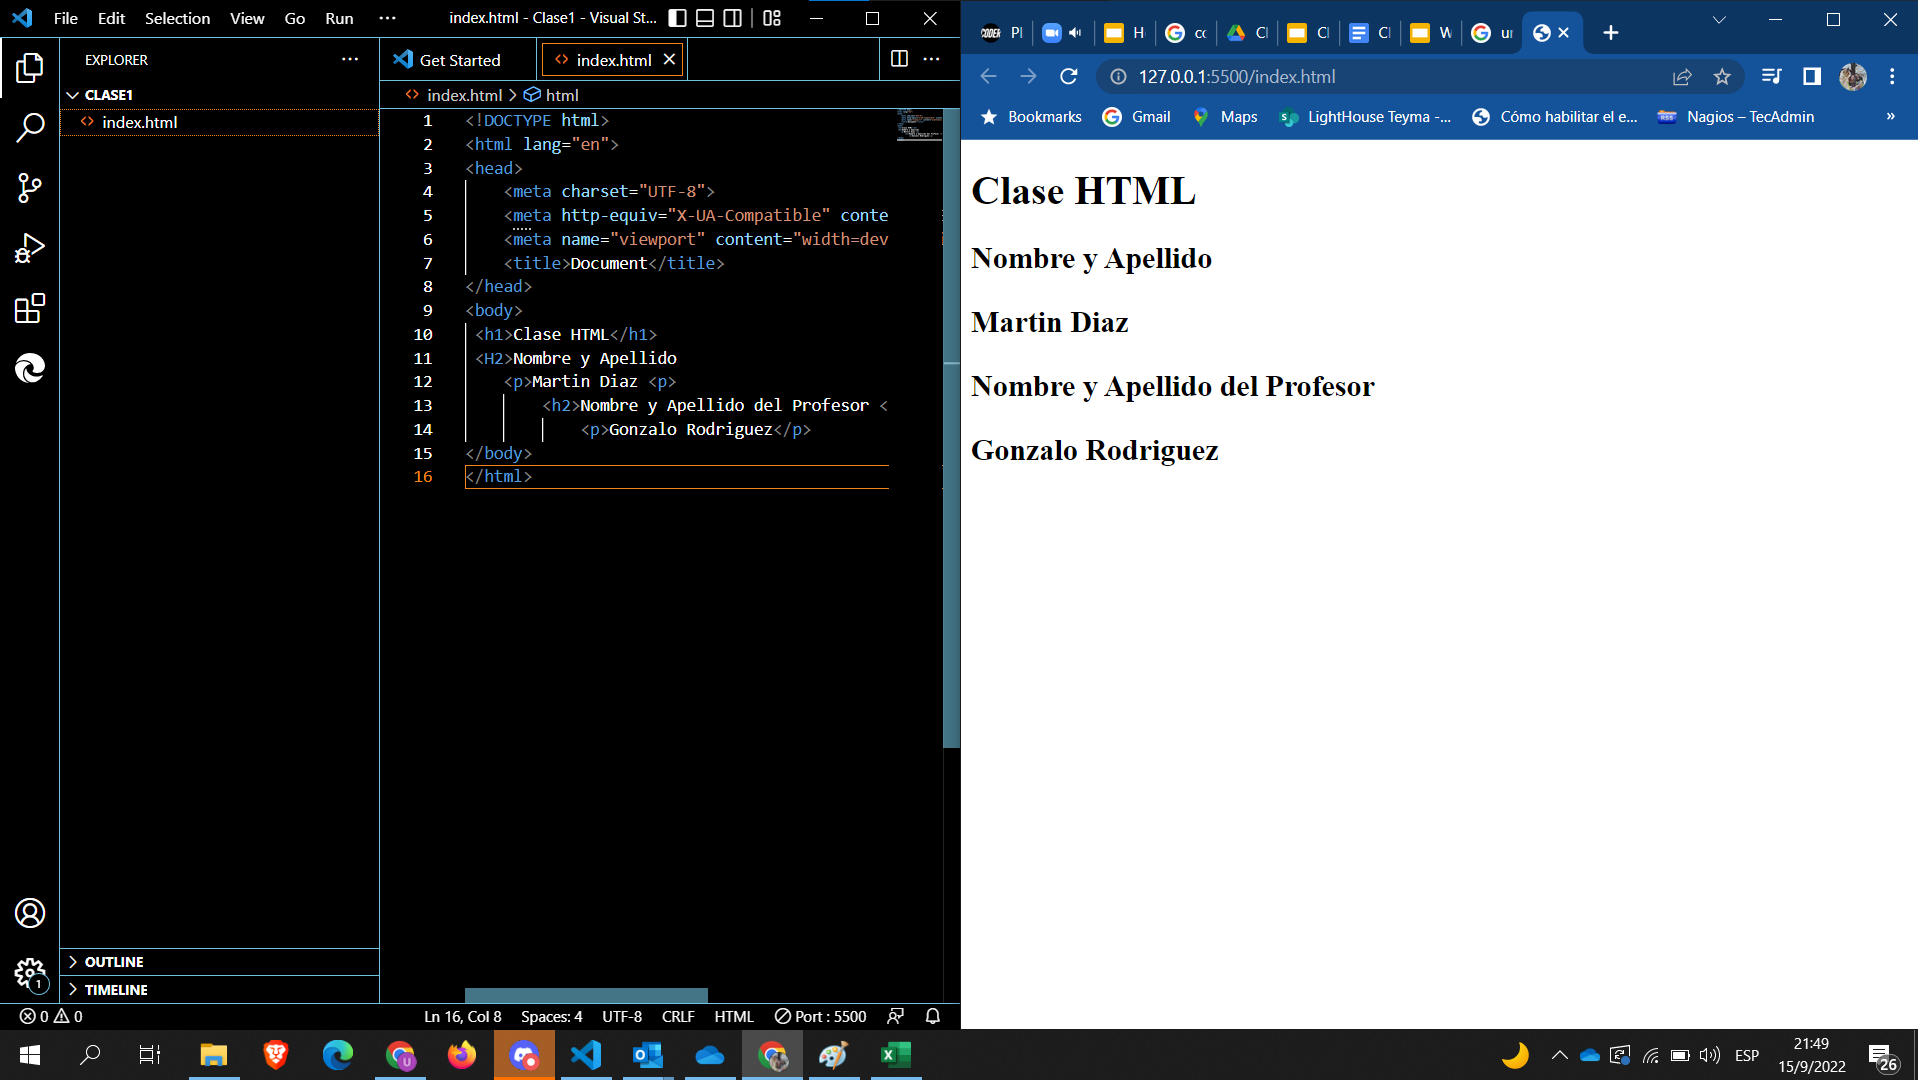 File Edit Selection View Go Run ··· index.html - Clase1 - Visual St...
EXPLORER ···
CLASE1
index.html
OUTLINE
TIMELINE
Get Started index.html
index.html > html
1 <!DOCTYPE html>
2 <html lang="en">
3 <head>
4 <meta charset="UTF-8">
5 <meta http-equiv="X-UA-Compatible" conte
6 <meta name="viewport" content="width=dev
7 <title>Document</title>
8 </head>
9 <body>
10 <h1>Clase HTML</h1>
11 <H2>Nombre y Apellido
12 <p>Martin Diaz <p>
13 <h2>Nombre y Apellido del Profesor <
14 <p>Gonzalo Rodriguez</p>
15 </body>
16 </html>
1
0 0 Ln 16, Col 8 Spaces: 4 UTF-8 CRLF HTML Port : 5500
CODER Pl H cc Cl Cl Cl W ur
127.0.0.1:5500/index.html
Bookmarks Gmail Maps LightHouse Teyma -... Cómo habilitar el e... Nagios – TecAdmin »
Clase HTML
Nombre y Apellido
Martin Diaz
Nombre y Apellido del Profesor
Gonzalo Rodriguez
ESP 21:49
15/9/2022 26